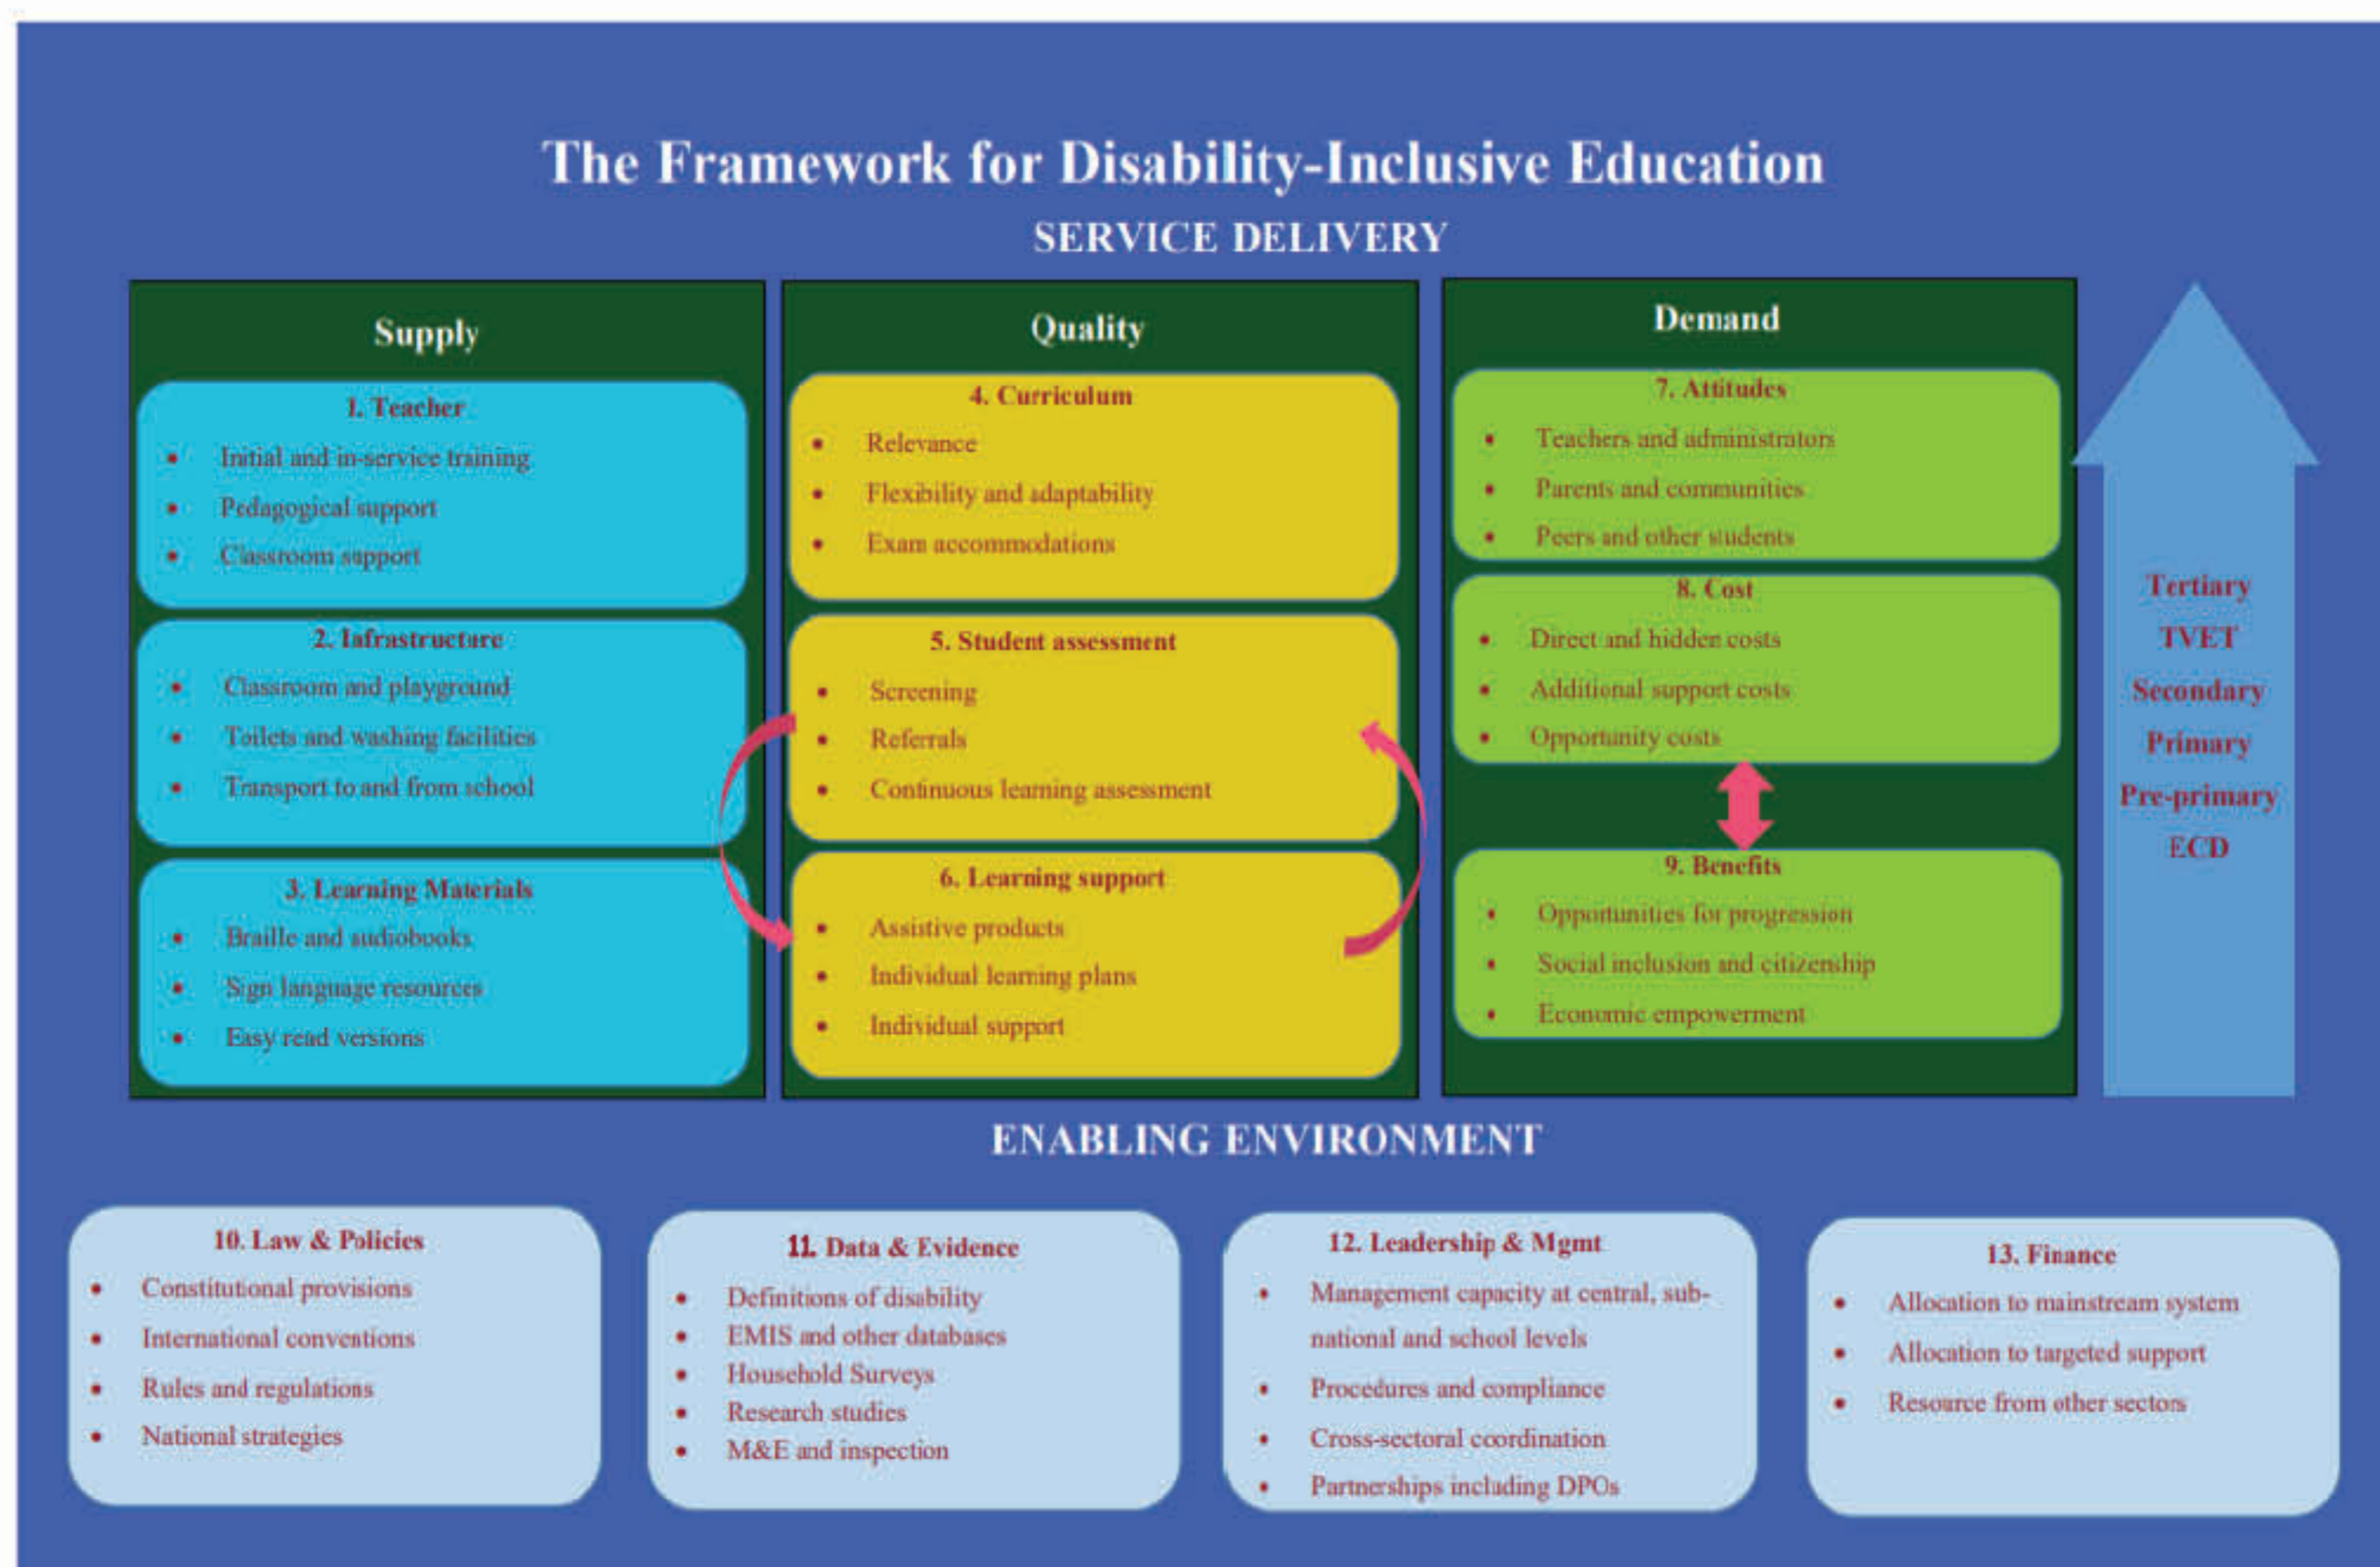 The Framework for Disability-Inclusive Education
SERVICE DELIVERY
Supply
1. Teacher
• Initial and in-service training
• Pedagogical support
• Classroom support
2. Infrastructure
• Classroom and playground
• Toilets and washing facilities
• Transport to and from school
3. Learning Materials
• Braille and audiobooks
• Sign language resources
• Easy read versions
Quality
4. Curriculum
• Relevance
• Flexibility and adaptability
• Exam accommodations
5. Student assessment
• Screening
• Referrals
• Continuous learning assessment
6. Learning support
• Assistive products
• Individual learning plans
• Individual support
Demand
7. Attitudes
• Teachers and administrators
• Parents and communities
• Peers and other students
8. Cost
• Direct and hidden costs
• Additional support costs
• Opportunity costs
9. Benefits
• Opportunities for progression
• Social inclusion and citizenship
• Economic empowerment
Tertiary
TVET
Secondary
Primary
Pre-primary
ECD
ENABLING ENVIRONMENT
10. Law & Policies
• Constitutional provisions
• International conventions
• Rules and regulations
• National strategies
11. Data & Evidence
• Definitions of disability
• EMIS and other databases
• Household Surveys
• Research studies
• M&E and inspection
12. Leadership & Mgmt
• Management capacity at central, sub-
national and school levels
• Procedures and compliance
• Cross-sectoral coordination
• Partnerships including DPOs
13. Finance
• Allocation to mainstream system
• Allocation to targeted support
• Resource from other sectors